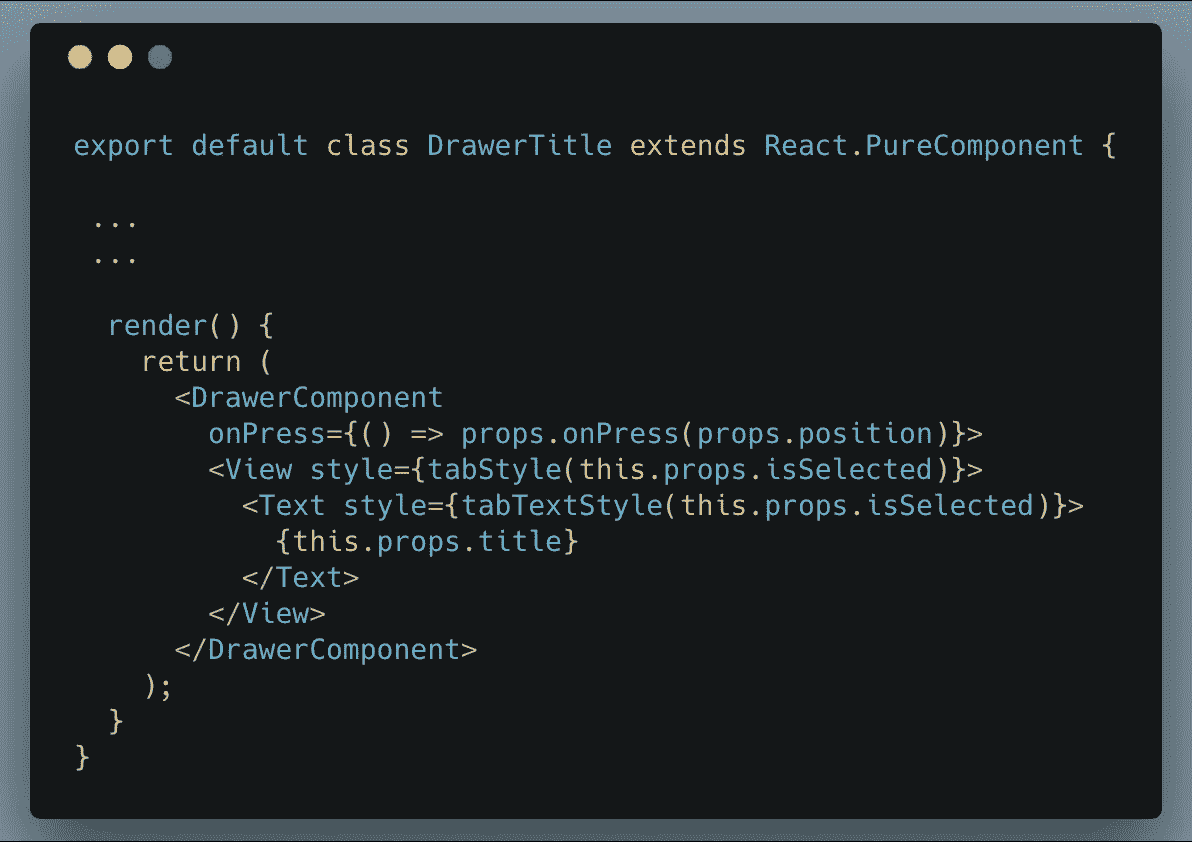 export default class DrawerTitle extends React.PureComponent {
...
...
render() {
return (
<DrawerComponent
onPress={() => props.onPress(props.position)}>
<View style={tabStyle(this.props.isSelected)}>
<Text style={tabTextStyle(this.props.isSelected)}>
{this.props.title}
</Text>
</View>
</DrawerComponent>
);
}
}